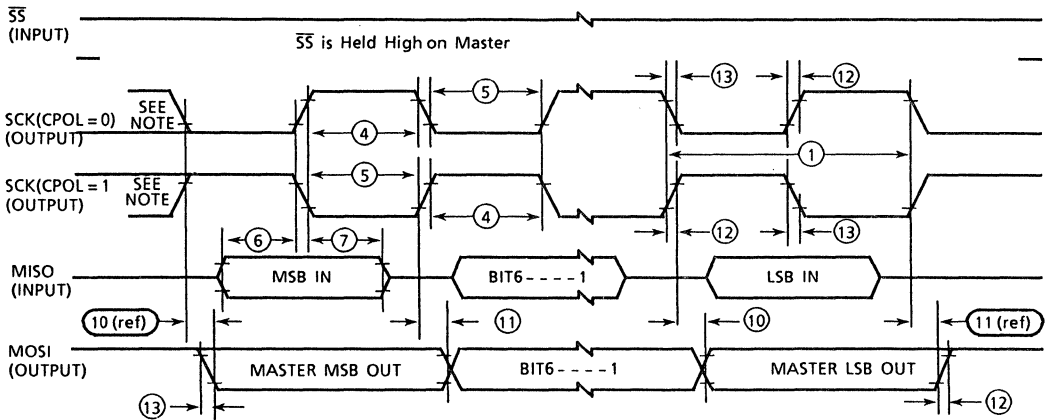 SS
(INPUT)
SS is Held High on Master
13
12
5
SEE
NOTE
SCK(CPOL = 0)
(OUTPUT)
4
1
5
SCK(CPOL = 1
(OUTPUT)
SEE
NOTE
4
12
13
6
7
MISO
(INPUT)
MSB IN
BIT6 - - - - 1
LSB IN
10 (ref)
11
10
11 (ref)
MOSI
(OUTPUT)
MASTER MSB OUT
BIT6 - - - - 1
MASTER LSB OUT
13
12